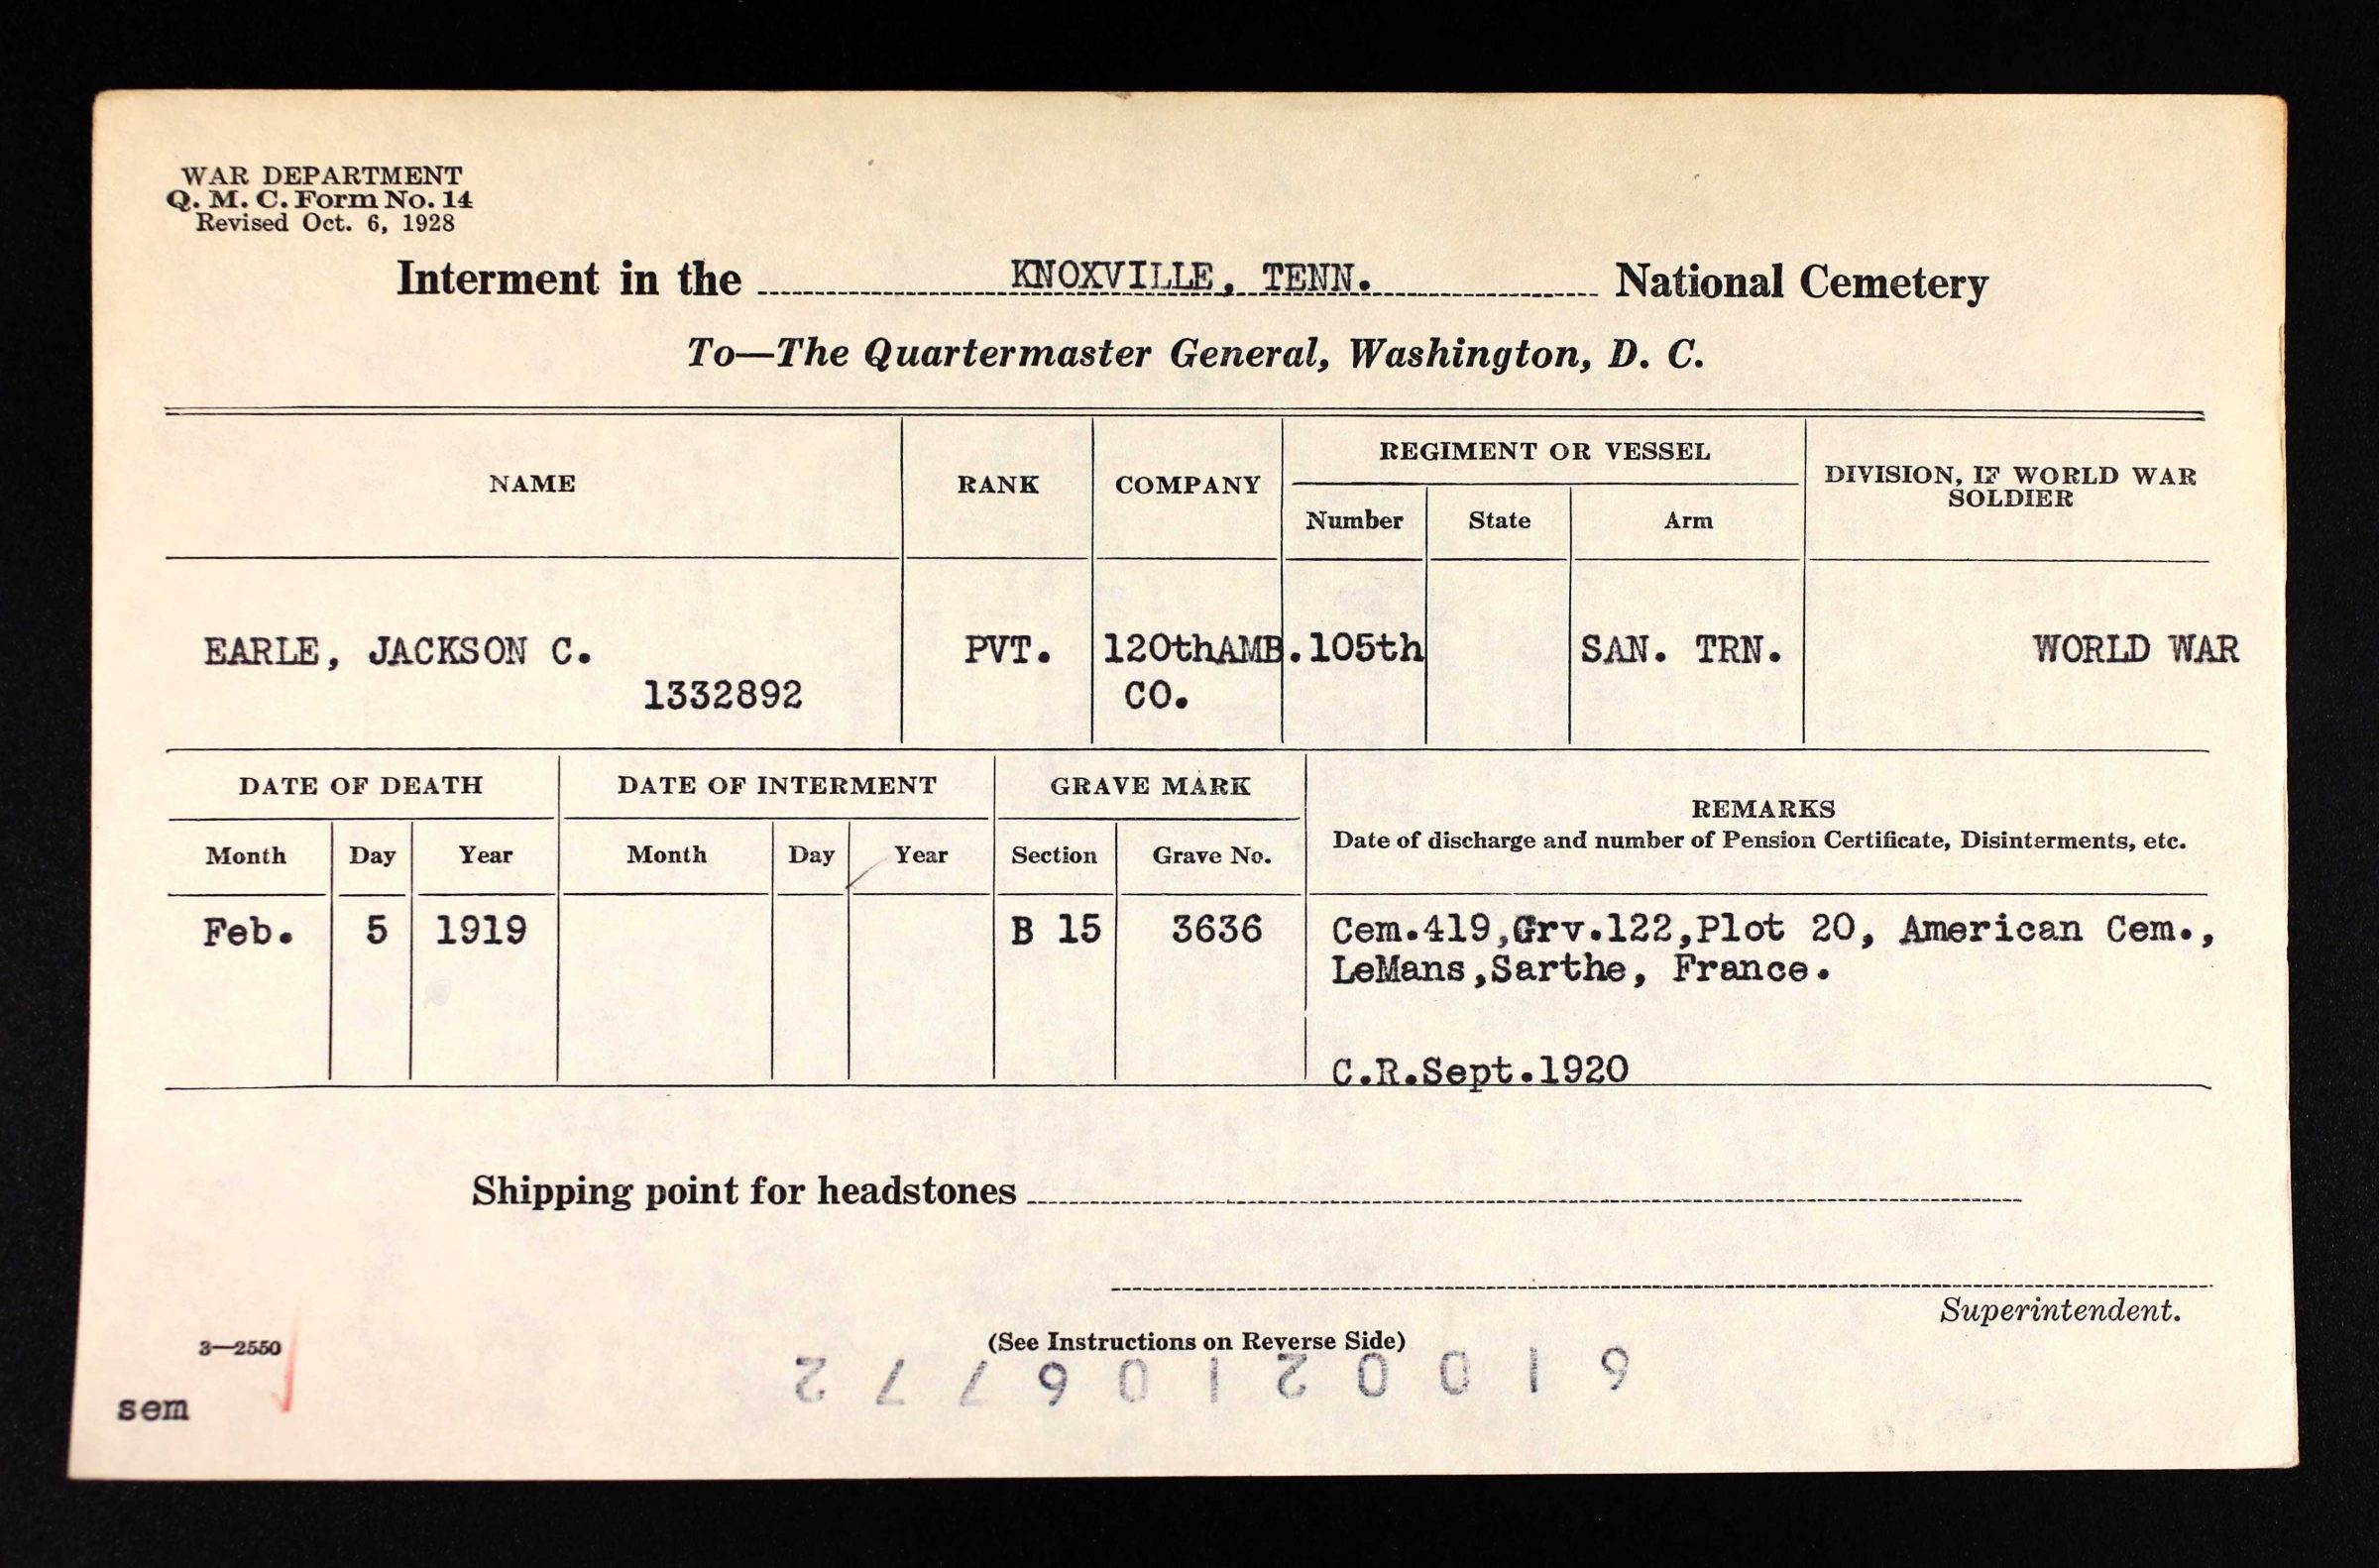 WAR DEPARTMENT
Q. M. C. Form No. 14
Revised Oct. 6, 1928
Interment in the KNOXVILLE, TENN. National Cemetery
To—The Quartermaster General, Washington, D. C.
NAME RANK COMPANY REGIMENT OR VESSEL DIVISION, IF WORLD WAR SOLDIER
Number State Arm
EARLE, JACKSON C. PVT. 120thAMB. 105th SAN. TRN. WORLD WAR
1332892 CO.
DATE OF DEATH DATE OF INTERMENT GRAVE MARK REMARKS
Date of discharge and number of Pension Certificate, Disinterments, etc.
Month Day Year Month Day Year Section Grave No.
Feb. 5 1919 B 15 3636 Cem.419,Grv.122,Plot 20, American Cem.,
LeMans,Sarthe, France.
C.R.Sept.1920
Shipping point for headstones
Superintendent.
3—2550 (See Instructions on Reverse Side)
61002106772
sem